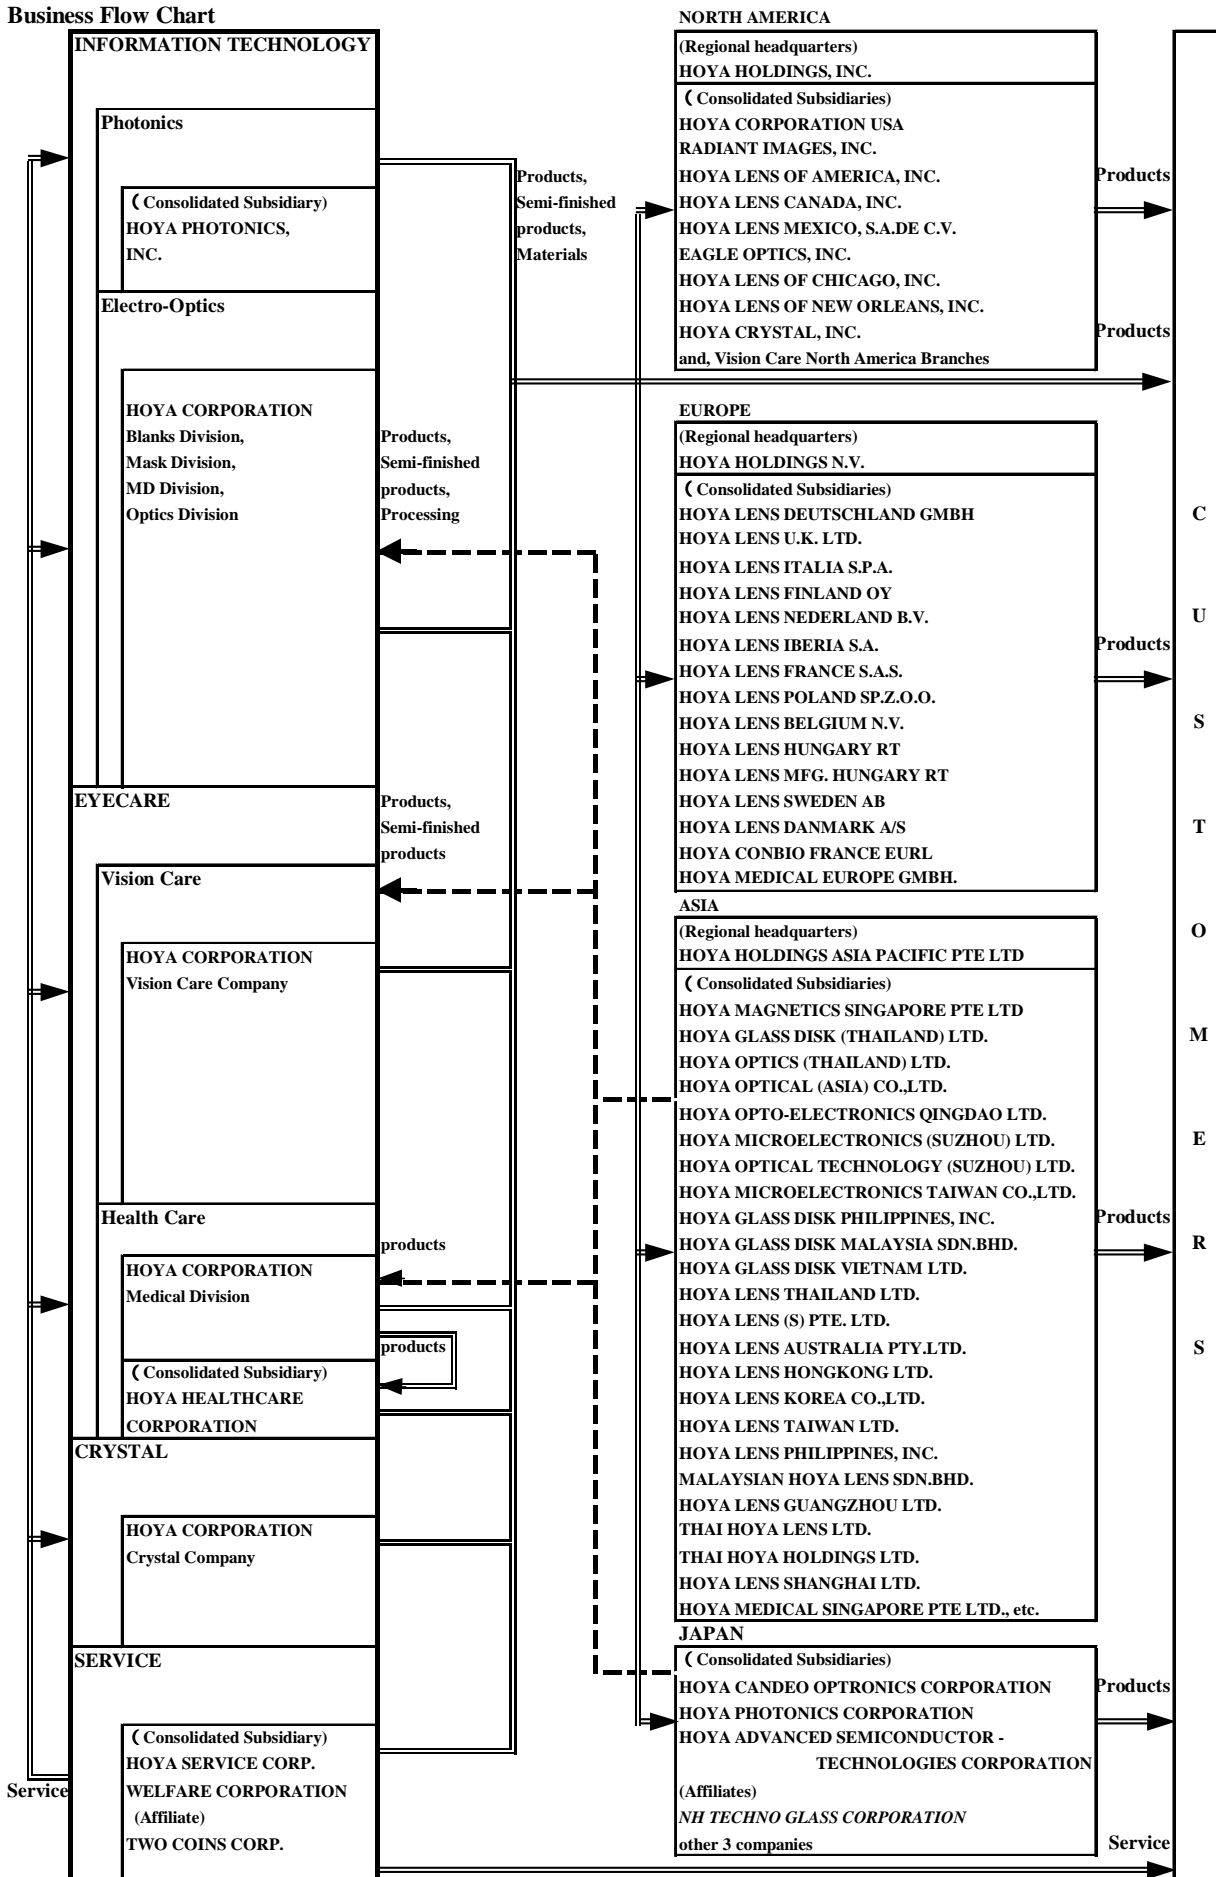 Business Flow Chart
INFORMATION TECHNOLOGY
Photonics
(Consolidated Subsidiary)
HOYA PHOTONICS,
INC.
Electro-Optics
HOYA CORPORATION
Blanks Division,
Mask Division,
MD Division,
Optics Division
EYECARE
Vision Care
HOYA CORPORATION
Vision Care Company
Health Care
HOYA CORPORATION
Medical Division
(Consolidated Subsidiary)
HOYA HEALTHCARE
CORPORATION
CRYSTAL
HOYA CORPORATION
Crystal Company
SERVICE
(Consolidated Subsidiary)
HOYA SERVICE CORP.
WELFARE CORPORATION
(Affiliate)
TWO COINS CORP.
Service
Products,
Semi-finished
products,
Materials
Products,
Semi-finished
products,
Processing
Products,
Semi-finished
products
products
products
NORTH AMERICA
(Regional headquarters)
HOYA HOLDINGS, INC.
(Consolidated Subsidiaries)
HOYA CORPORATION USA
RADIANT IMAGES, INC.
HOYA LENS OF AMERICA, INC.
HOYA LENS CANADA, INC.
HOYA LENS MEXICO, S.A.DE C.V.
EAGLE OPTICS, INC.
HOYA LENS OF CHICAGO, INC.
HOYA LENS OF NEW ORLEANS, INC.
HOYA CRYSTAL, INC.
and, Vision Care North America Branches
Products
Products
EUROPE
(Regional headquarters)
HOYA HOLDINGS N.V.
(Consolidated Subsidiaries)
HOYA LENS DEUTSCHLAND GMBH
HOYA LENS U.K. LTD.
HOYA LENS ITALIA S.P.A.
HOYA LENS FINLAND OY
HOYA LENS NEDERLAND B.V.
HOYA LENS IBERIA S.A.
HOYA LENS FRANCE S.A.S.
HOYA LENS POLAND SP.Z.O.O.
HOYA LENS BELGIUM N.V.
HOYA LENS HUNGARY RT
HOYA LENS MFG. HUNGARY RT
HOYA LENS SWEDEN AB
HOYA LENS DANMARK A/S
HOYA CONBIO FRANCE EURL
HOYA MEDICAL EUROPE GMBH.
Products
ASIA
(Regional headquarters)
HOYA HOLDINGS ASIA PACIFIC PTE LTD
(Consolidated Subsidiaries)
HOYA MAGNETICS SINGAPORE PTE LTD
HOYA GLASS DISK (THAILAND) LTD.
HOYA OPTICS (THAILAND) LTD.
HOYA OPTICAL (ASIA) CO.,LTD.
HOYA OPTO-ELECTRONICS QINGDAO LTD.
HOYA MICROELECTRONICS (SUZHOU) LTD.
HOYA OPTICAL TECHNOLOGY (SUZHOU) LTD.
HOYA MICROELECTRONICS TAIWAN CO.,LTD.
HOYA GLASS DISK PHILIPPINES, INC.
HOYA GLASS DISK MALAYSIA SDN.BHD.
HOYA GLASS DISK VIETNAM LTD.
HOYA LENS THAILAND LTD.
HOYA LENS (S) PTE. LTD.
HOYA LENS AUSTRALIA PTY.LTD.
HOYA LENS HONGKONG LTD.
HOYA LENS KOREA CO.,LTD.
HOYA LENS TAIWAN LTD.
HOYA LENS PHILIPPINES, INC.
MALAYSIAN HOYA LENS SDN.BHD.
HOYA LENS GUANGZHOU LTD.
THAI HOYA LENS LTD.
THAI HOYA HOLDINGS LTD.
HOYA LENS SHANGHAI LTD.
HOYA MEDICAL SINGAPORE PTE LTD., etc.
Products
JAPAN
(Consolidated Subsidiaries)
HOYA CANDEO OPTRONICS CORPORATION
HOYA PHOTONICS CORPORATION
HOYA ADVANCED SEMICONDUCTOR -
TECHNOLOGIES CORPORATION
(Affiliates)
NH TECHNO GLASS CORPORATION
other 3 companies
Products
Service
C
U
S
T
O
M
E
R
S